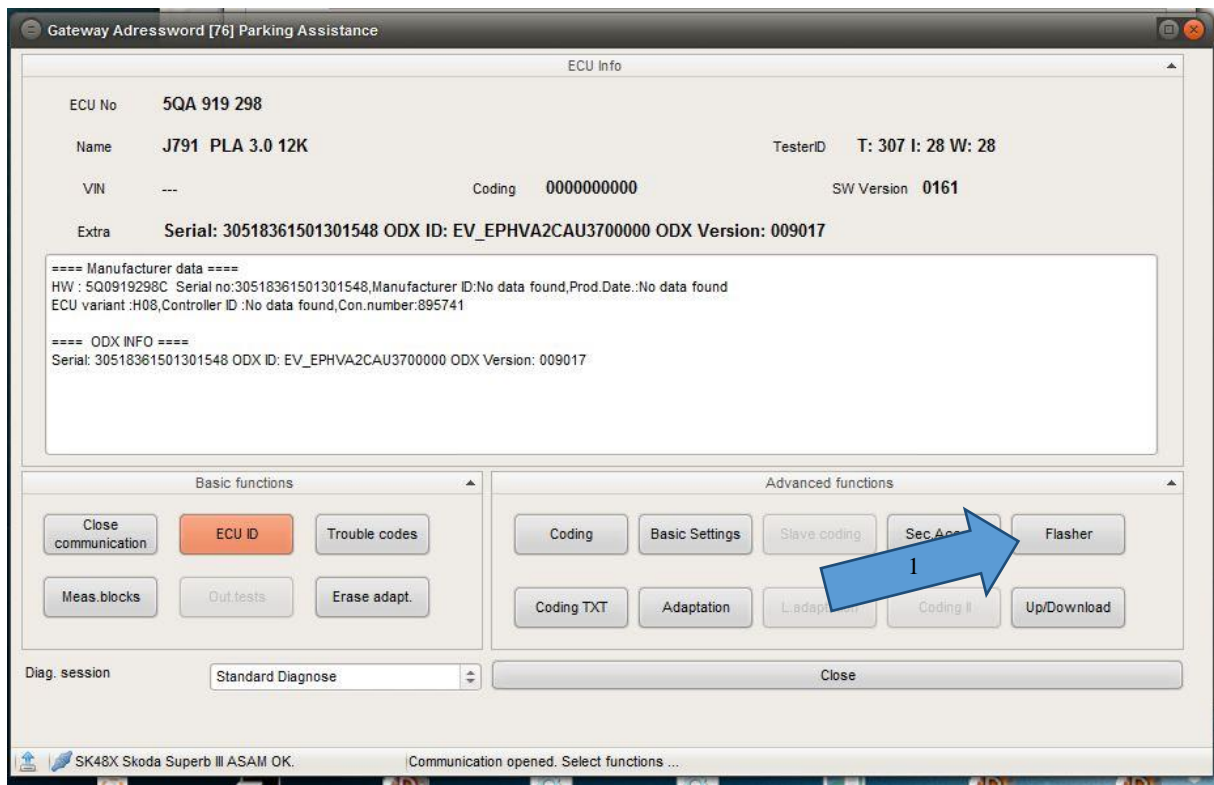 Gateway Adressword [76] Parking Assistance
ECU Info
ECU No 5QA 919 298
Name J791 PLA 3.0 12K TesterID T: 307 I: 28 W: 28
VIN --- Coding 0000000000 SW Version 0161
Extra Serial: 30518361501301548 ODX ID: EV_EPHVA2CAU3700000 ODX Version: 009017
==== Manufacturer data ====
HW : 5Q0919298C Serial no:30518361501301548,Manufacturer ID:No data found,Prod.Date.:No data found
ECU variant :H08,Controller ID :No data found,Con.number:895741
==== ODX INFO ====
Serial: 30518361501301548 ODX ID: EV_EPHVA2CAU3700000 ODX Version: 009017
Basic functions
Close
communication
ECU ID
Trouble codes
Meas.blocks
Out.tests
Erase adapt.
Advanced functions
Coding
Basic Settings
Slave coding
Flasher
1
Coding TXT
Adaptation
Coding II
Up/Download
Diag. session Standard Diagnose
Close
SK48X Skoda Superb III ASAM OK. Communication opened. Select functions ...